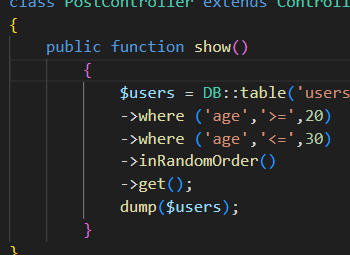 class PostController extends Control
{
public function show()
{
$users = DB::table('users
->where ('age','>=',20)
->where ('age','<=',30)
->inRandomOrder()
->get();
dump($users);
}
}